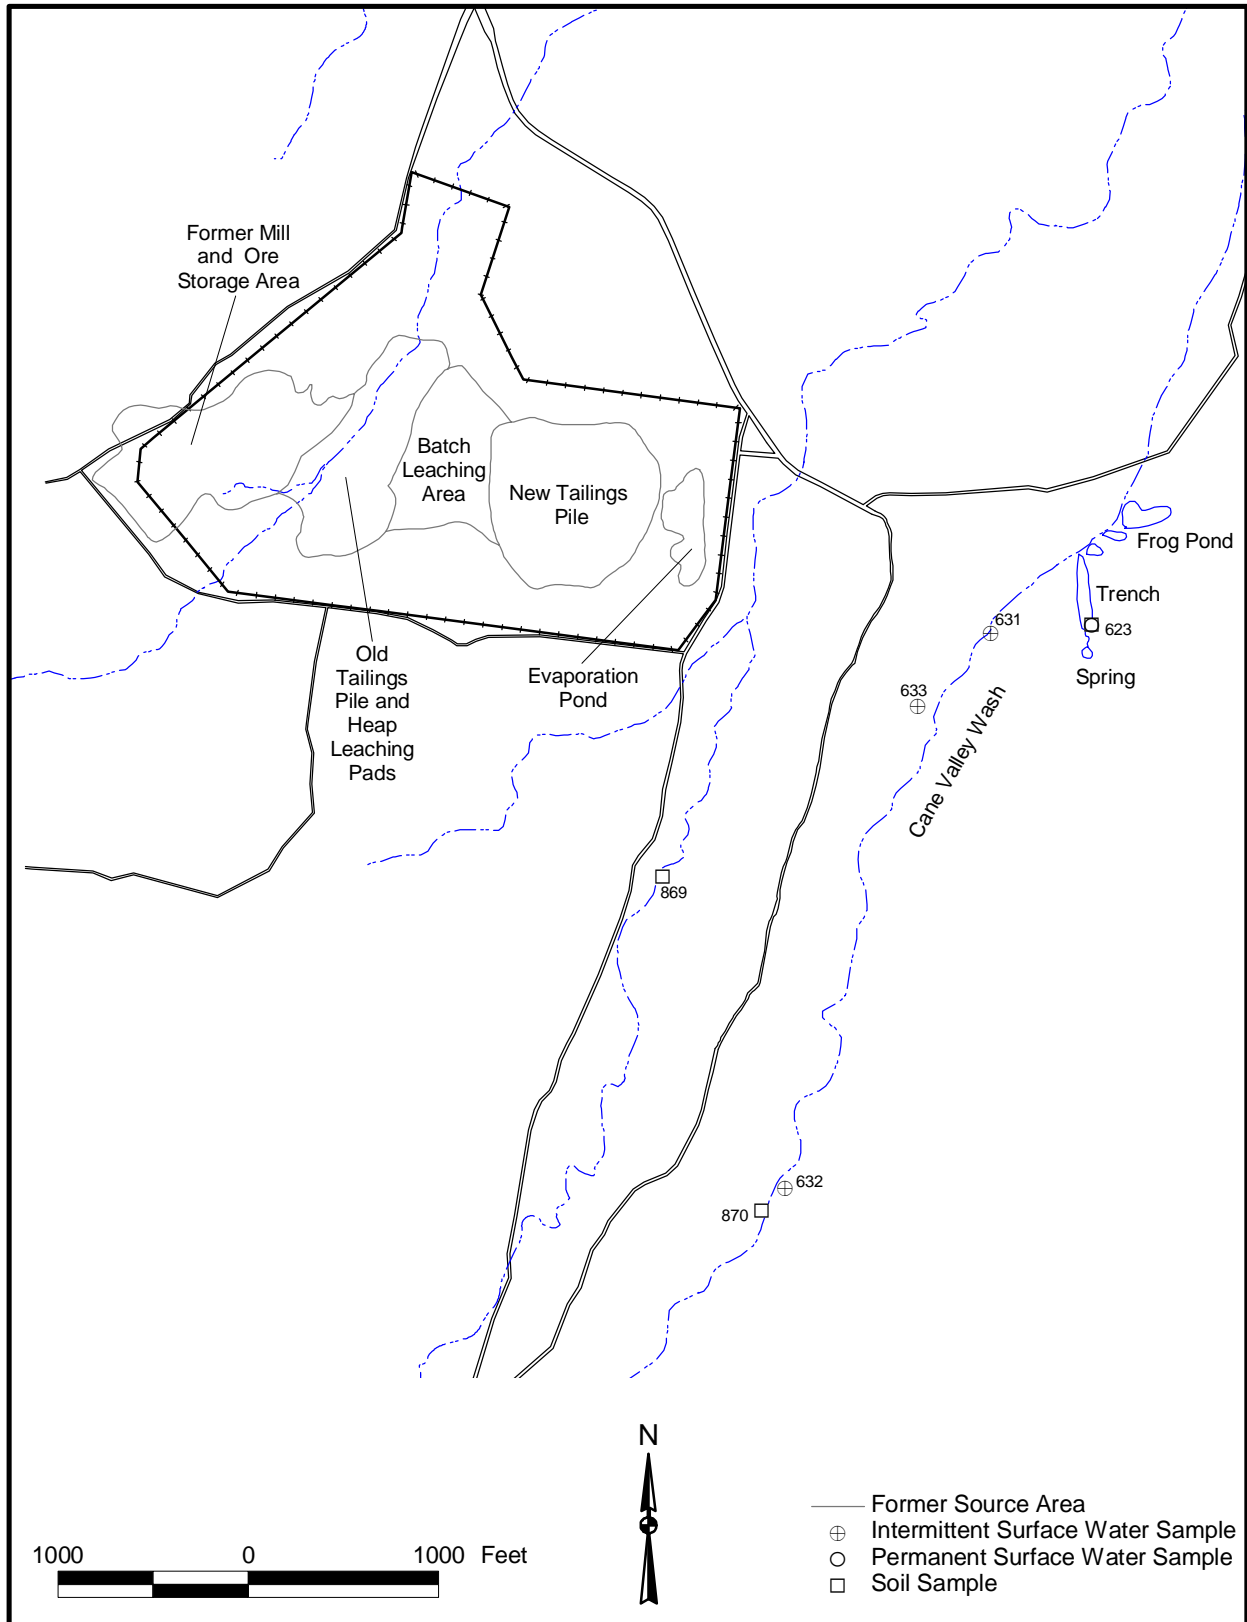 Former Mill
and Ore
Storage Area
Batch
Leaching
Area
New Tailings
Pile
Frog Pond
Trench
623
631
Spring
633
Old
Tailings
Pile and
Heap
Leaching
Pads
Evaporation
Pond
Cane Valley Wash
869
632
870
N
1000 0 1000 Feet
Former Source Area
Intermittent Surface Water Sample
Permanent Surface Water Sample
Soil Sample